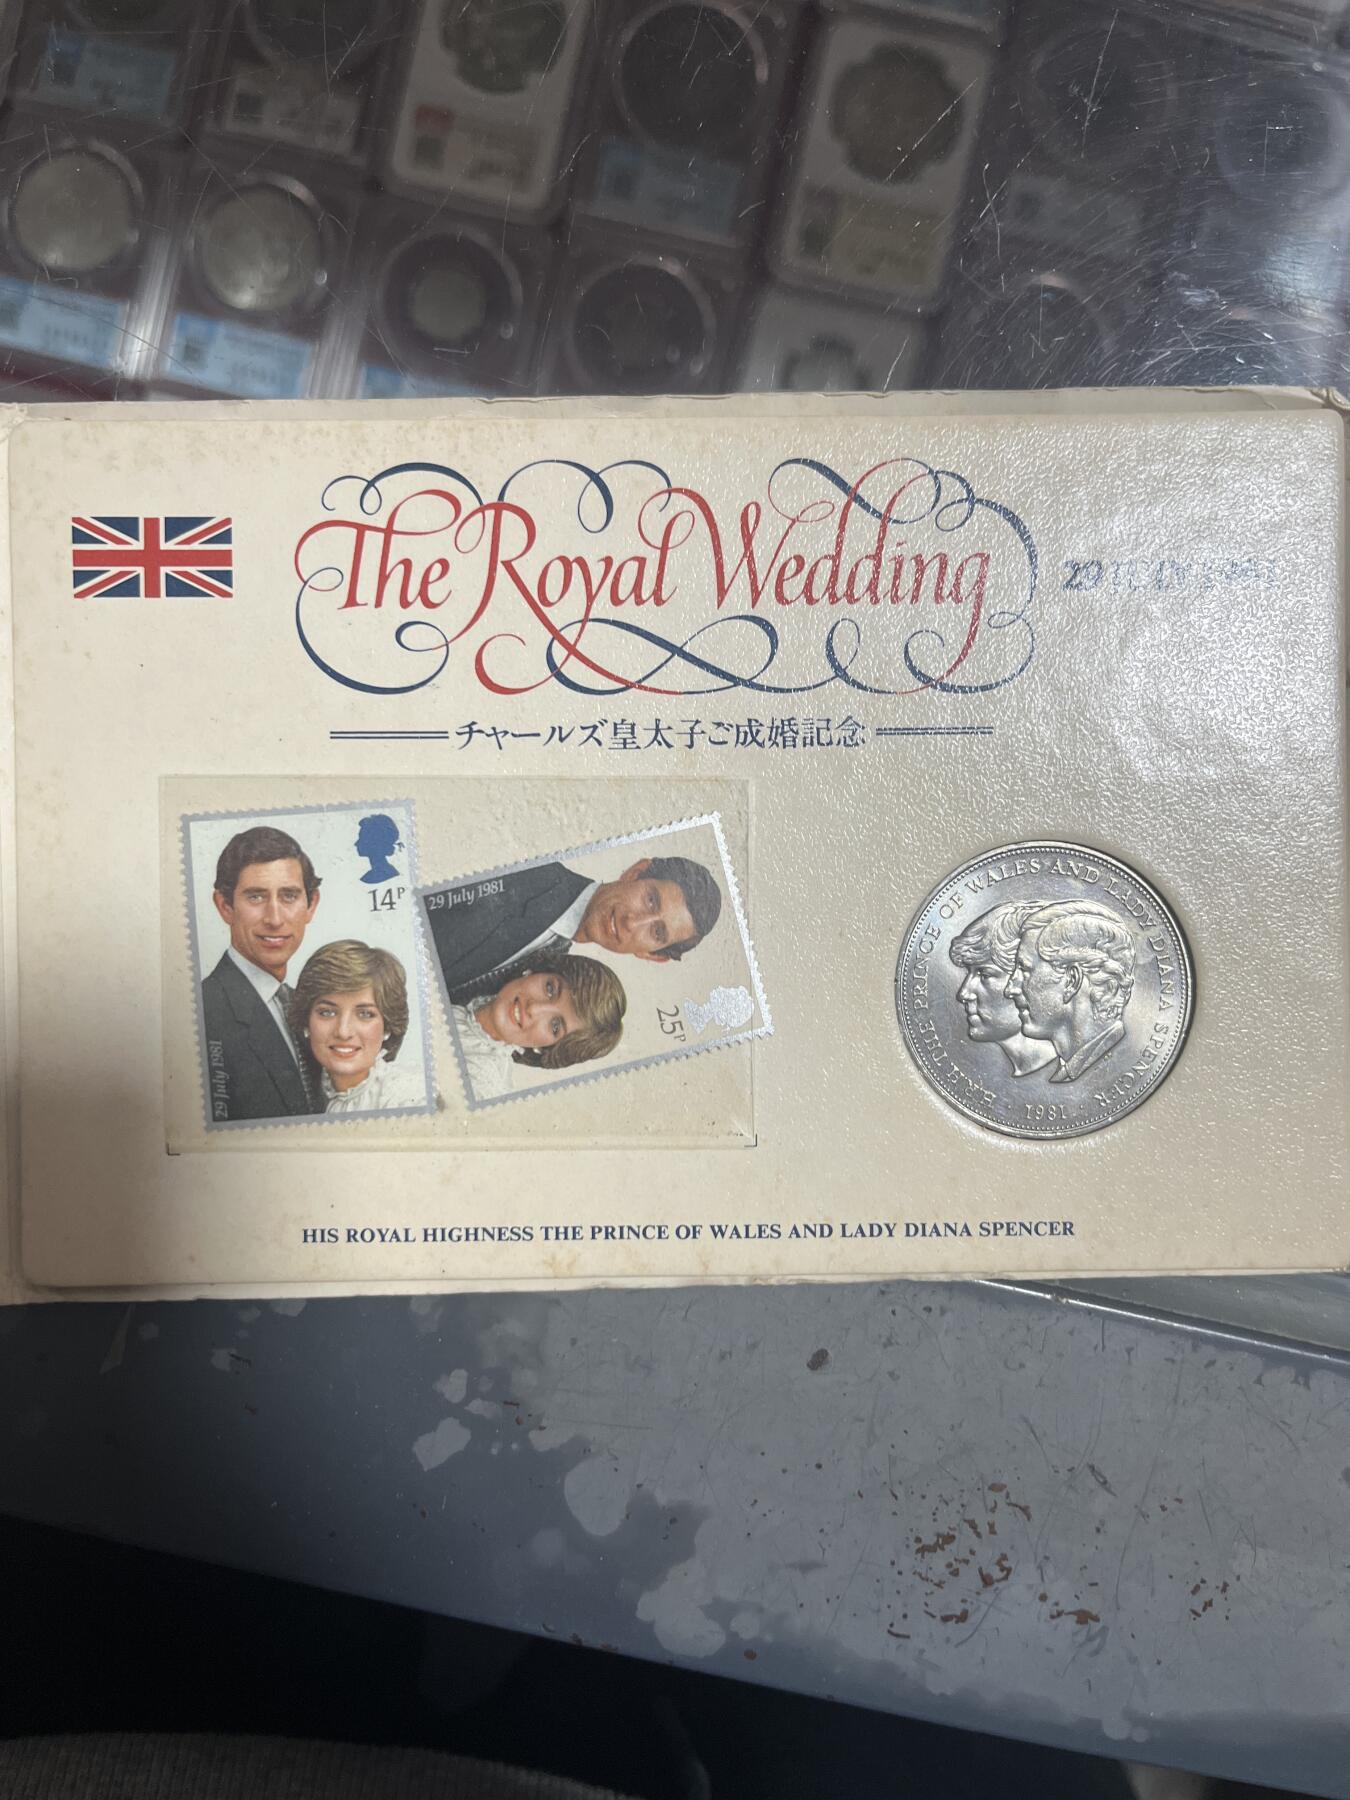 The Royal Wedding
29 JULY 1981
チャールズ皇太子ご成婚記念
14P
29 July 1981
29 July 1981
25P
H.R.H. THE PRINCE OF WALES AND LADY DIANA SPENCER
1981
HIS ROYAL HIGHNESS THE PRINCE OF WALES AND LADY DIANA SPENCER